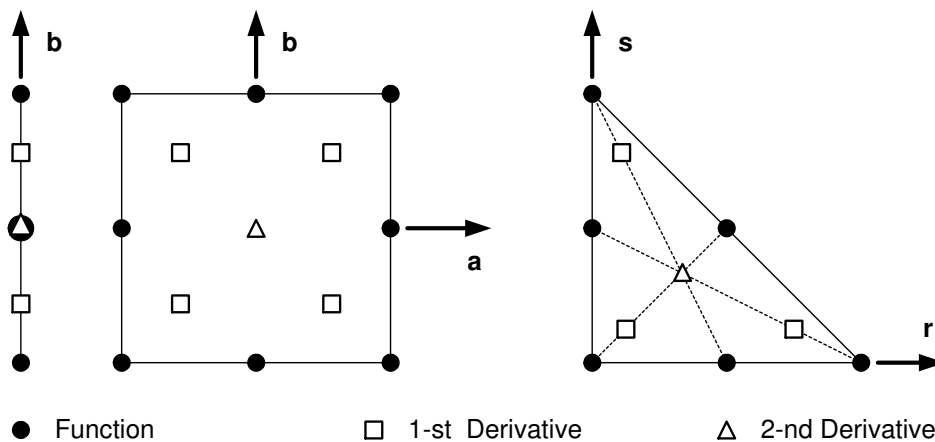 b
b
s
a
r
Function
1-st Derivative
2-nd Derivative